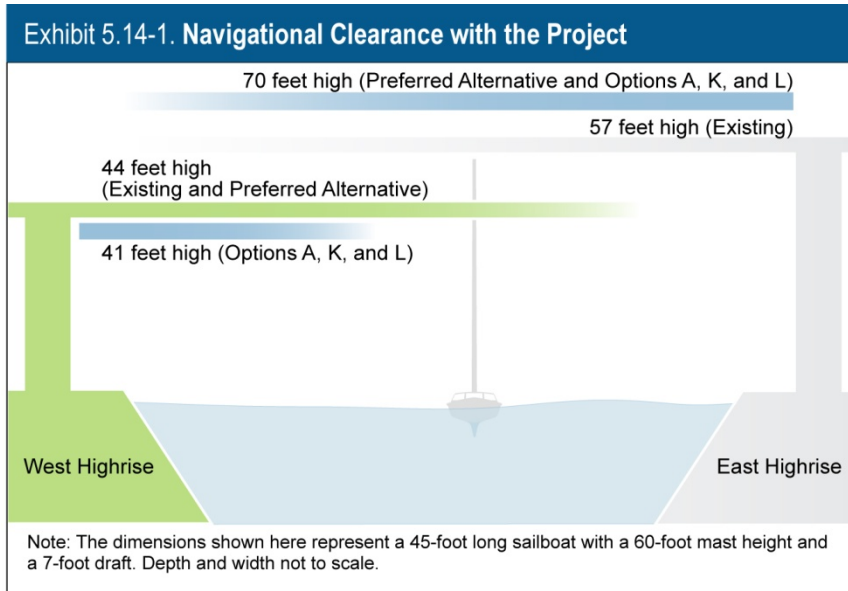 Exhibit 5.14-1. Navigational Clearance with the Project
70 feet high (Preferred Alternative and Options A, K, and L)
57 feet high (Existing)
44 feet high
(Existing and Preferred Alternative)
41 feet high (Options A, K, and L)
West Highrise
East Highrise
Note: The dimensions shown here represent a 45-foot long sailboat with a 60-foot mast height and
a 7-foot draft. Depth and width not to scale.